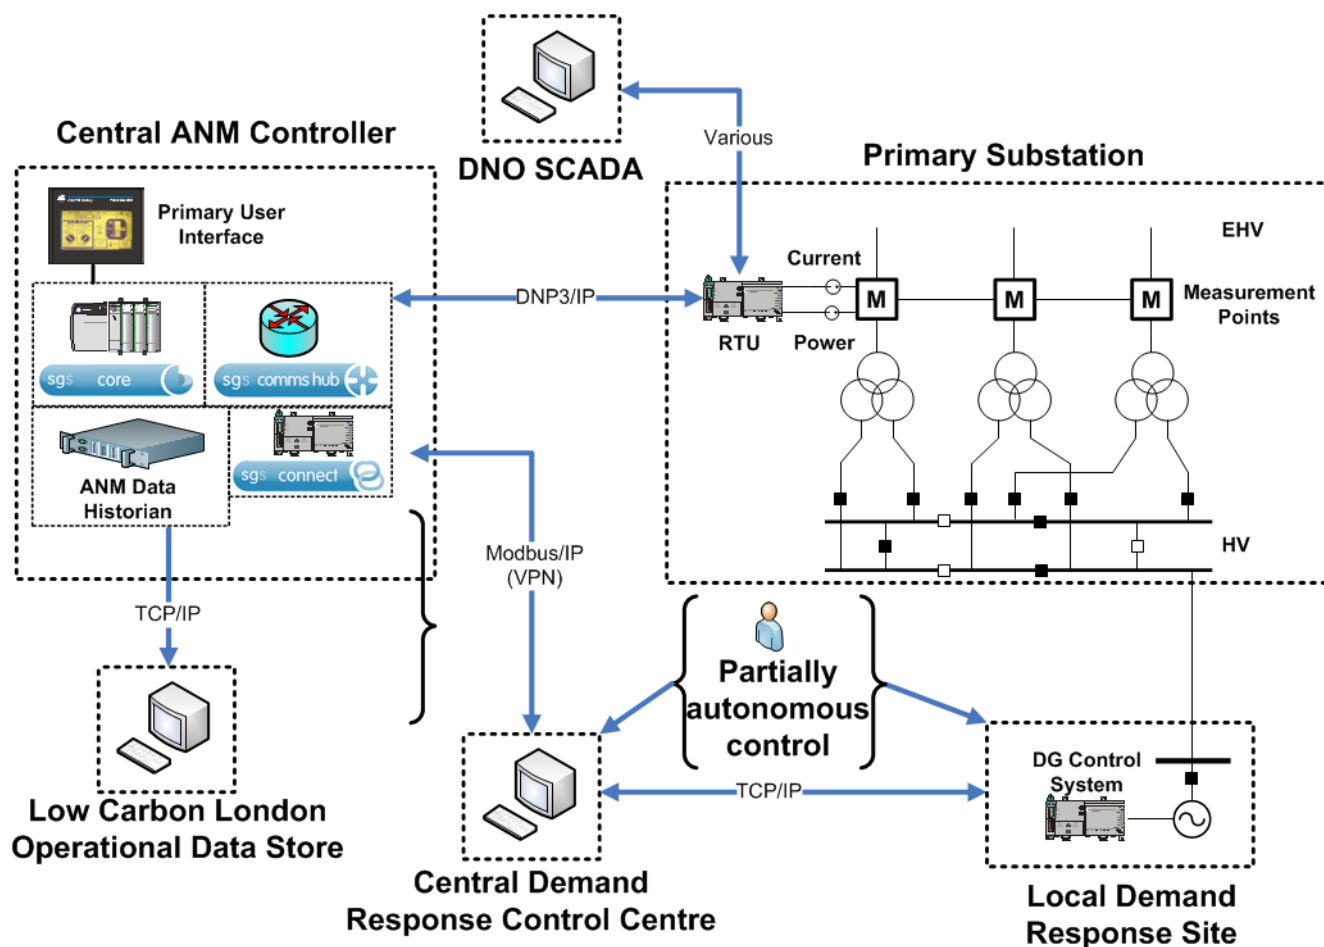 DNO SCADA
Various
Central ANM Controller
Primary User
Interface
sgs core
sgs comms hub
ANM Data
Historian
sgs connect
DNP3/IP
Modbus/IP
(VPN)
TCP/IP
Low Carbon London
Operational Data Store
Primary Substation
EHV
Current
Power
RTU
M
M
M
Measurement
Points
HV
Partially
autonomous
control
TCP/IP
Central Demand
Response Control Centre
DG Control
System
Local Demand
Response Site